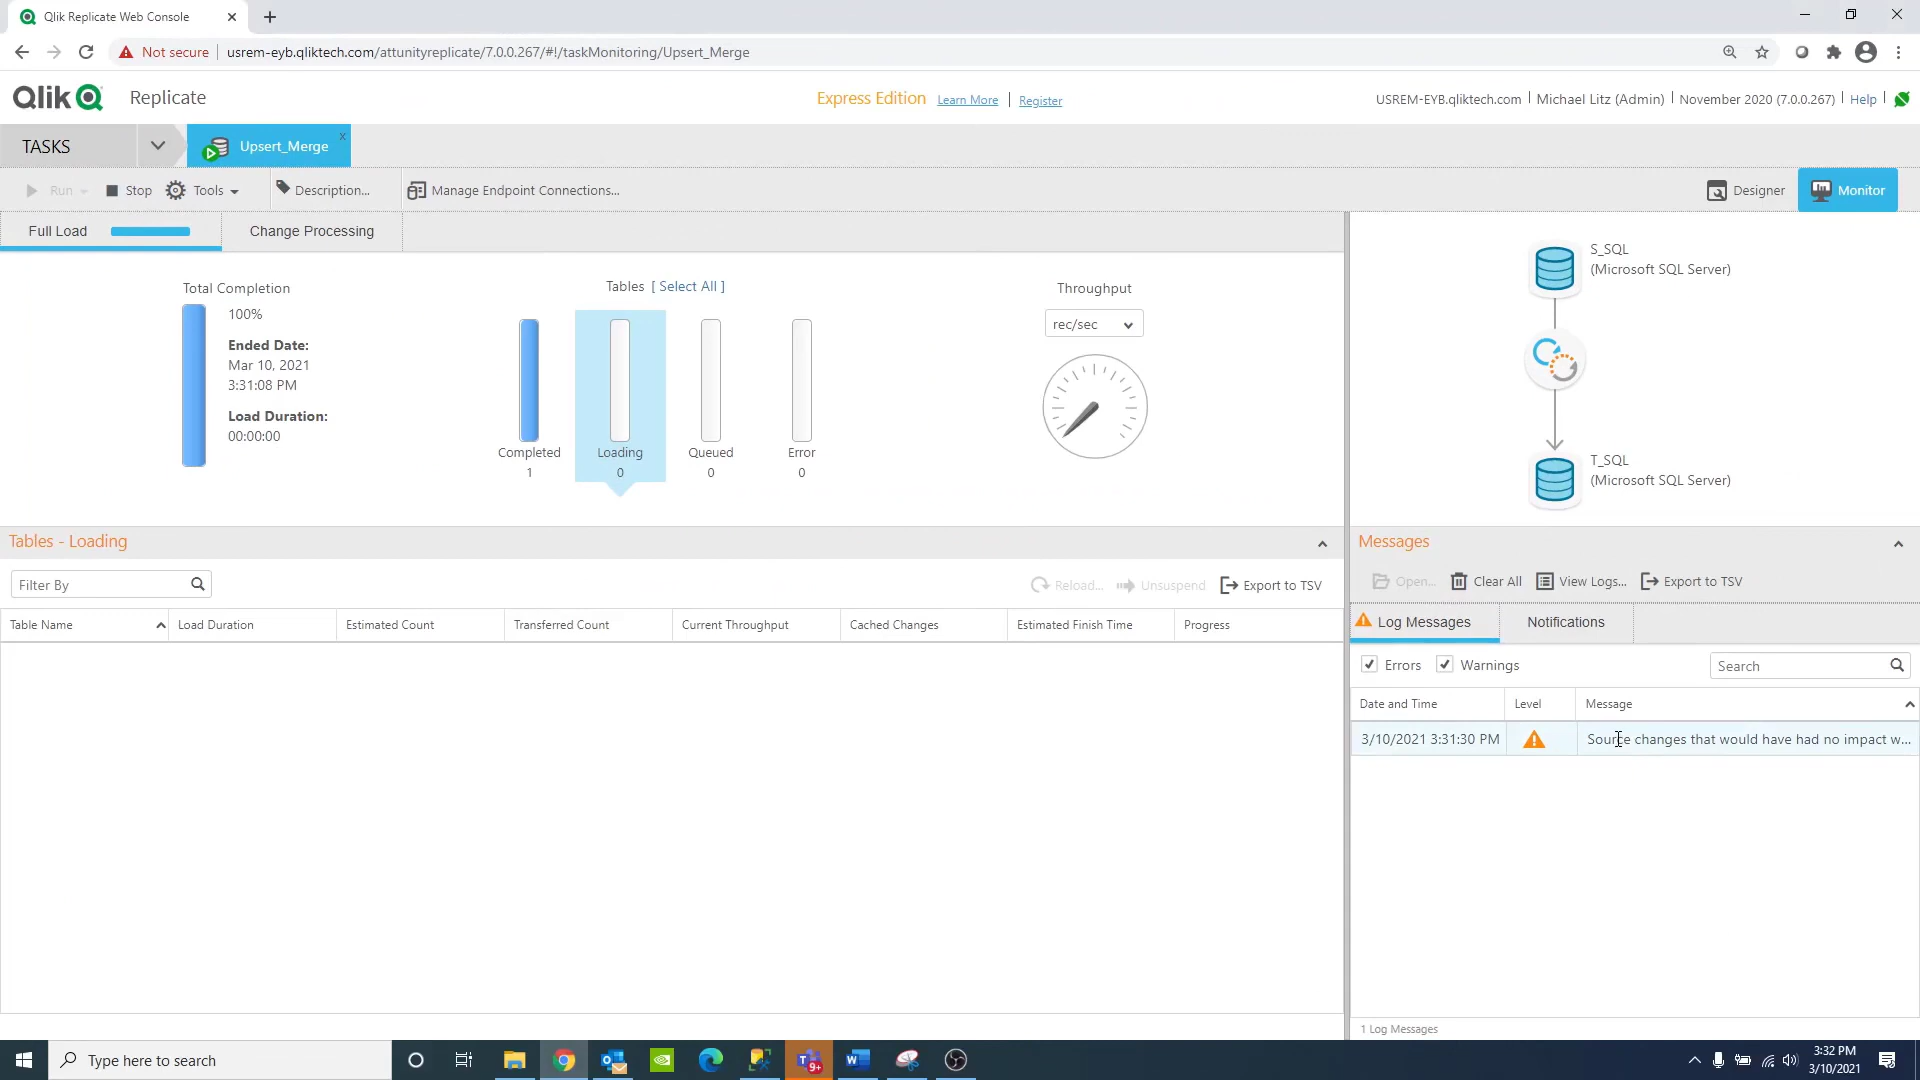 Qlik Replicate Web Console
Not secure
usrem-eyb.qliktech.com/attunityreplicate/7.0.0.267/#!/taskMonitoring/Upsert_Merge
Qlik Replicate
Express Edition Learn More | Register
USREM-EYB.qliktech.com | Michael Litz (Admin) | November 2020 (7.0.0.267) | Help
TASKS
Upsert_Merge
Run Stop Tools Description... Manage Endpoint Connections...
Designer Monitor
Full Load Change Processing
Total Completion
100%
Ended Date:
Mar 10, 2021
3:31:08 PM
Load Duration:
00:00:00
Tables [ Select All ]
Completed Loading Queued Error
1 0 0 0
Throughput
rec/sec
S_SQL
(Microsoft SQL Server)
T_SQL
(Microsoft SQL Server)
Tables - Loading
Filter By
Reload... Unsuspend Export to TSV
Table Name Load Duration Estimated Count Transferred Count Current Throughput Cached Changes Estimated Finish Time Progress
Messages
Open... Clear All View Logs... Export to TSV
Log Messages Notifications
Errors Warnings Search
Date and Time Level Message
3/10/2021 3:31:30 PM Source changes that would have had no impact w...
1 Log Messages
Type here to search
9+
3:32 PM
3/10/2021